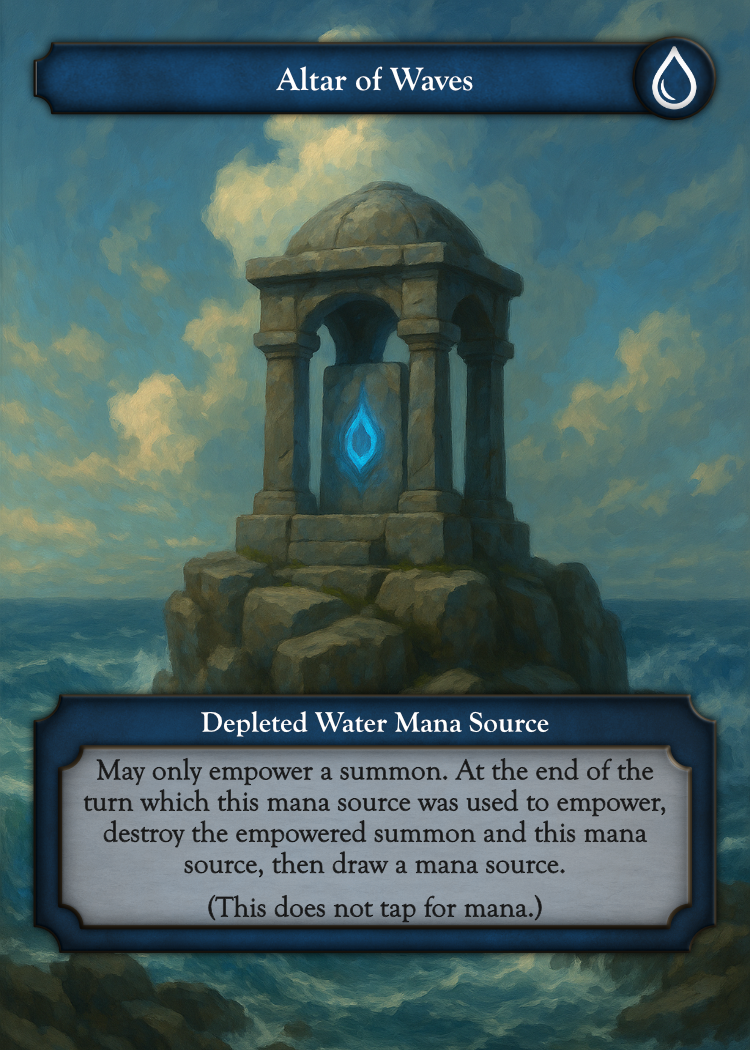 Altar of Waves
Depleted Water Mana Source
May only empower a summon. At the end of the
turn which this mana source was used to empower,
destroy the empowered summon and this mana
source, then draw a mana source.
(This does not tap for mana.)